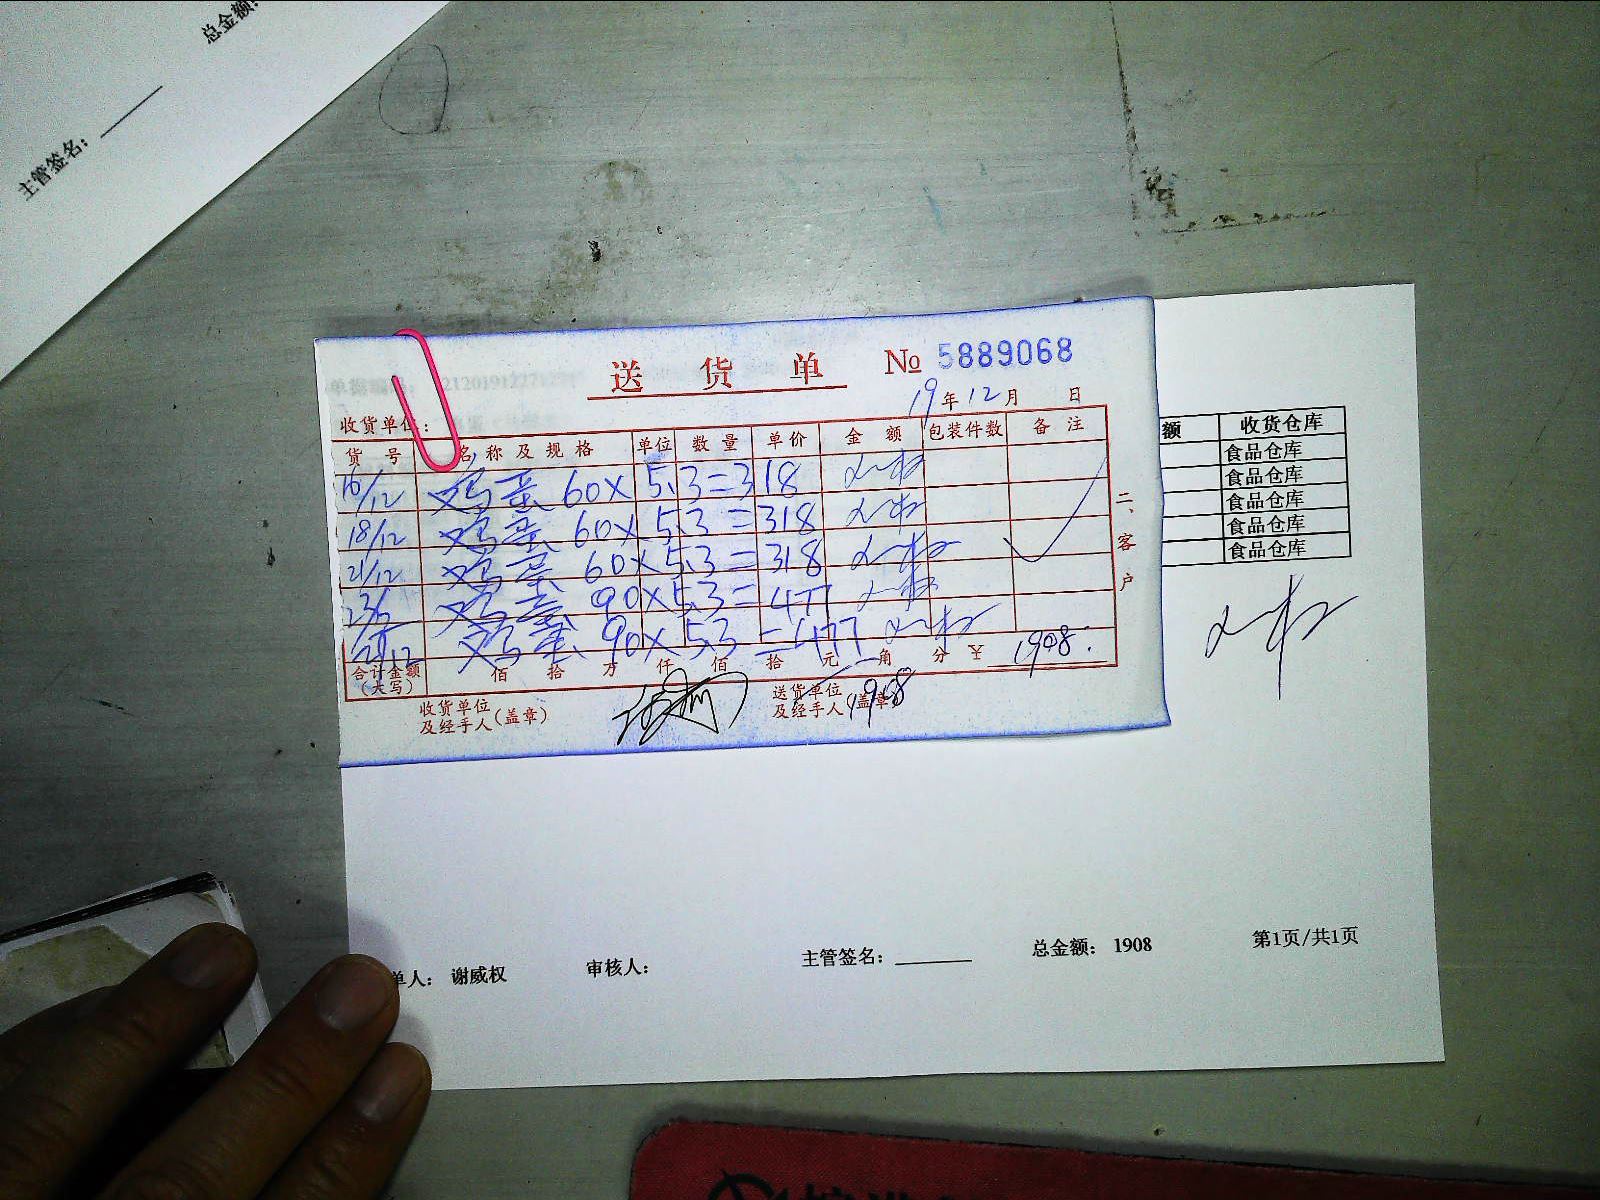 总金额:
主管签名:
送货单 № 5889068
19年12月 日
收货单位:
货号 名称及规格 单位 数量 单价 金额 包装件数 备注
16/12 鸡蛋 60×5.3=318
18/12 鸡蛋 60×5.3=318
21/12 鸡蛋 60×5.3=318
鸡蛋 90×5.3=477
鸡蛋 90×5.3=477
合计金额(大写) 佰 拾 万 仟 佰 拾 元 角 分 ¥ 1908.
收货单位及经手人(盖章) 送货单位及经手人(盖章) 1908
二、客户
额 收货仓库
食品仓库
食品仓库
食品仓库
食品仓库
食品仓库
单人: 谢威权 审核人: 主管签名: 总金额: 1908 第1页/共1页